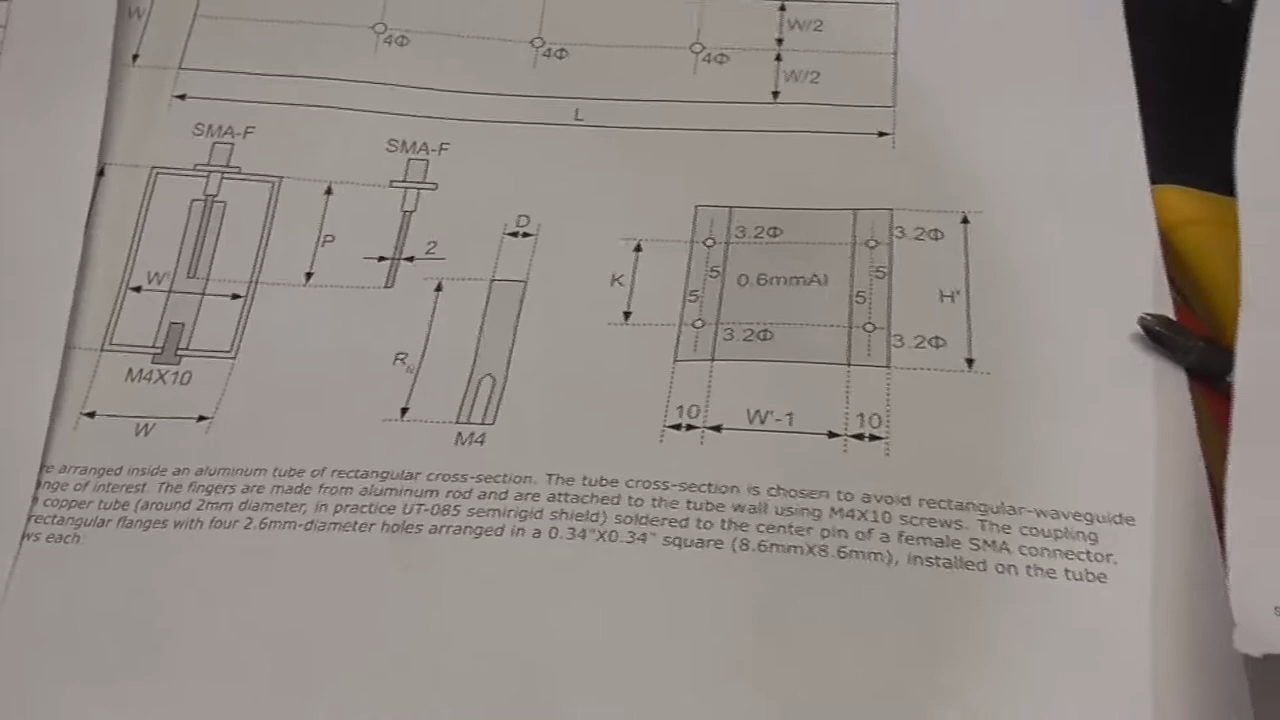 W
4Φ 4Φ 4Φ
W/2
W/2
L
SMA-F SMA-F
P
D
2
W'
M4X10
W
R
M4
3.2Φ 3.2Φ
K
5 5
0.6mmAl
5 5
H'
3.2Φ 3.2Φ
10 W'-1 10
arranged inside an aluminum tube of rectangular cross-section. The tube cross-section is chosen to avoid rectangular-waveguide
of interest. The fingers are made from aluminum rod and are attached to the tube wall using M4X10 screws. The coupling
copper tube (around 2mm diameter, in practice UT-085 semirigid shield) soldered to the center pin of a female SMA connector.
rectangular flanges with four 2.6mm-diameter holes arranged in a 0.34"X0.34" square (8.6mmX8.6mm), installed on the tube
each.